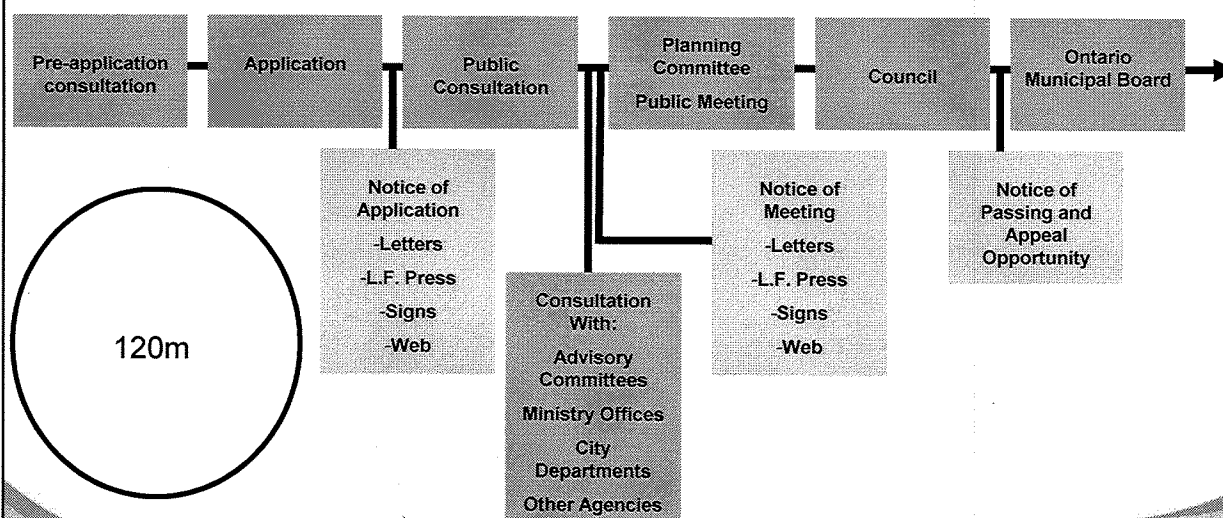 Pre-application
consultation
Application
Public
Consultation
Planning
Committee
Public Meeting
Council
Ontario
Municipal Board
Notice of
Application
-Letters
-L.F. Press
-Signs
-Web
Consultation
With:
Advisory
Committees
Ministry Offices
City
Departments
Other Agencies
Notice of
Meeting
-Letters
-L.F. Press
-Signs
-Web
Notice of
Passing and
Appeal
Opportunity
120m